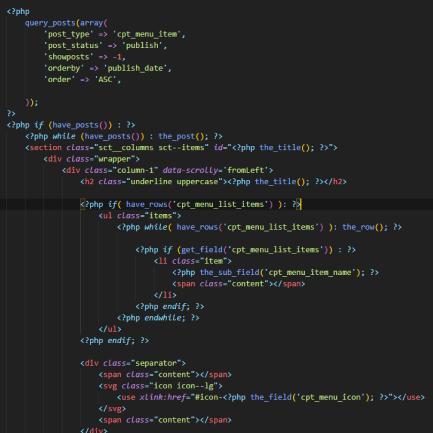 <?php
query_posts(array(
'post_type' => 'cpt_menu_item',
'post_status' => 'publish',
'showposts' => -1,
'orderby' => 'publish_date',
'order' => 'ASC',
));
?>
<?php if (have_posts()) : ?>
<?php while (have_posts()) : the_post(); ?>
<section class="sct__columns sct--items" id="<?php the_title(); ?>">
<div class="wrapper">
<div class="column-1" data-scrolly='fromLeft'>
<h2 class="underline uppercase"><?php the_title(); ?></h2>
<?php if( have_rows('cpt_menu_list_items') ): ?>
<ul class="items">
<?php while( have_rows('cpt_menu_list_items') ): the_row(); ?>
<?php if (get_field('cpt_menu_list_items')) : ?>
<li class="item">
<?php the_sub_field('cpt_menu_item_name'); ?>
<span class="content"></span>
</li>
<?php endif; ?>
<?php endwhile; ?>
</ul>
<?php endif; ?>
<div class="separator">
<span class="content"></span>
<svg class="icon icon--lg">
<use xlink:href="#icon-<?php the_field('cpt_menu_icon'); ?>"></use>
</svg>
<span class="content"></span>
</div>